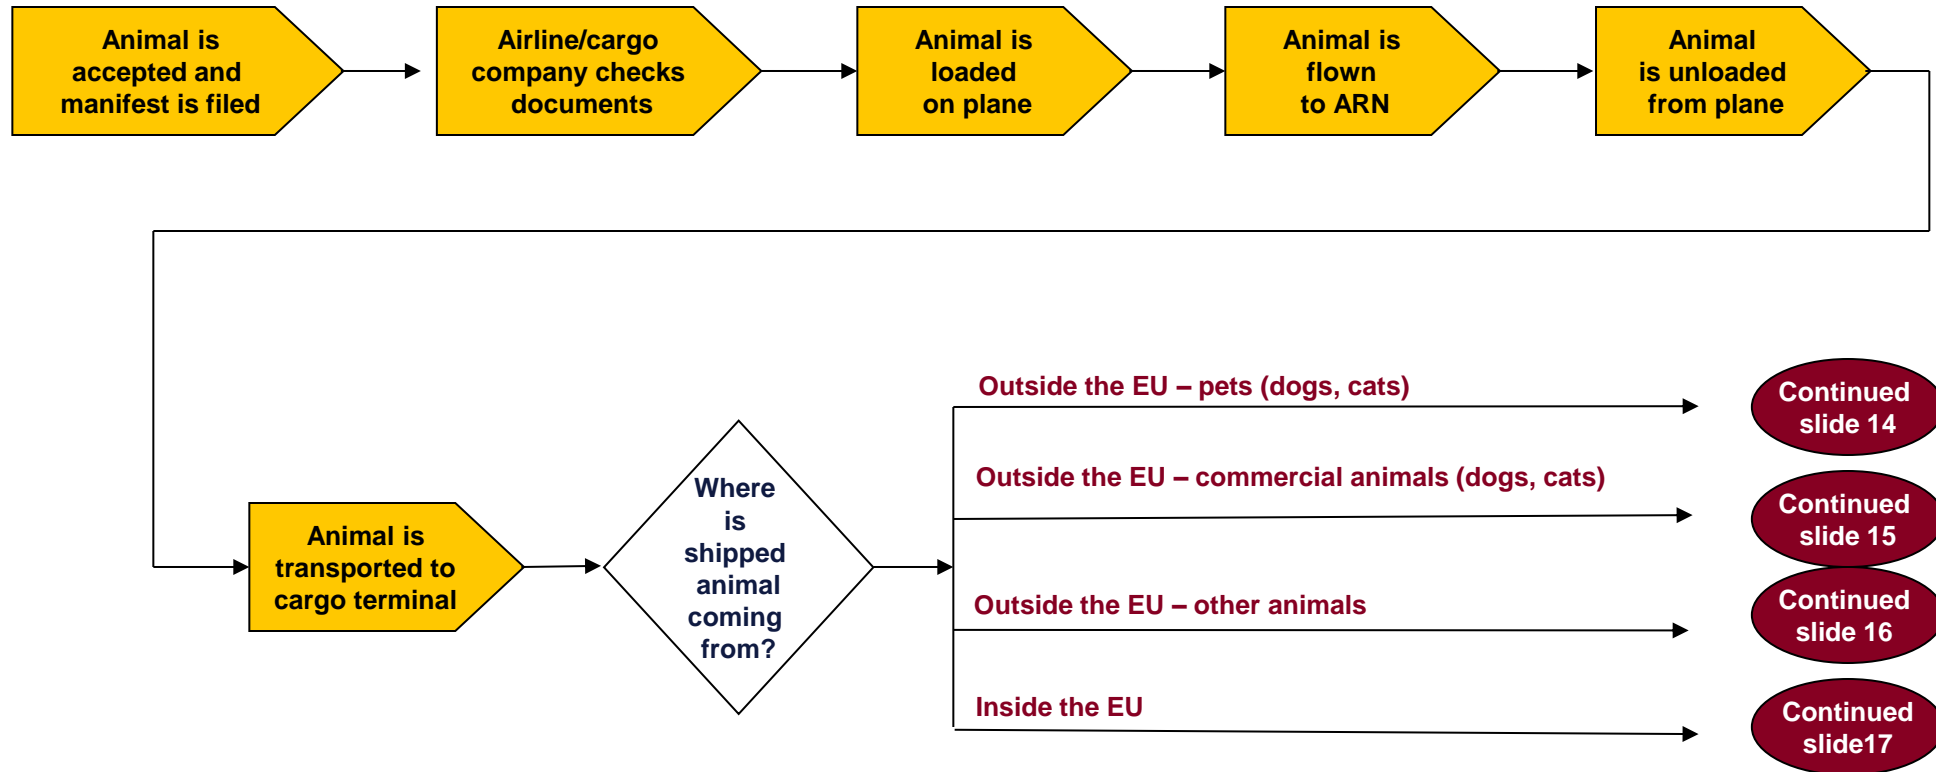 Animal is
accepted and
manifest is filed
Airline/cargo
company checks
documents
Animal is
loaded
on plane
Animal is
flown
to ARN
Animal
is unloaded
from plane
Animal is
transported to
cargo terminal
Where
is
shipped
animal
coming
from?
Outside the EU – pets (dogs, cats)
Continued
slide 14
Outside the EU – commercial animals (dogs, cats)
Continued
slide 15
Outside the EU – other animals
Continued
slide 16
Inside the EU
Continued
slide17